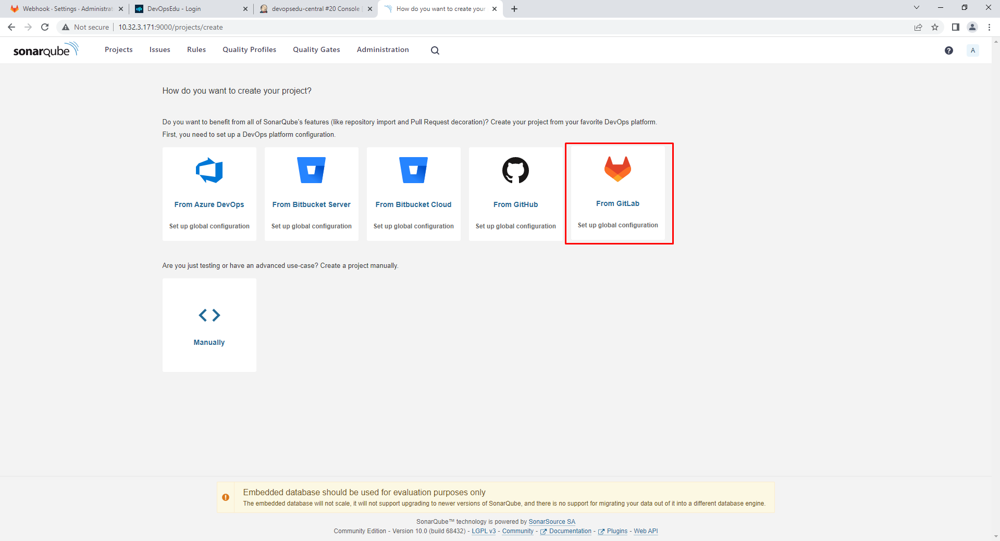 Webhook · Settings · Administrat
DevOpsEdu - Login
devopsedu-central #20 Console
How do you want to create your
Not secure
10.32.3.171:9000/projects/create
sonarqube
Projects
Issues
Rules
Quality Profiles
Quality Gates
Administration
?
A
How do you want to create your project?
Do you want to benefit from all of SonarQube's features (like repository import and Pull Request decoration)? Create your project from your favorite DevOps platform.
First, you need to set up a DevOps platform configuration.
From Azure DevOps
From Bitbucket Server
From Bitbucket Cloud
From GitHub
From GitLab
Set up global configuration
Set up global configuration
Set up global configuration
Set up global configuration
Set up global configuration
Are you just testing or have an advanced use-case? Create a project manually.
Manually
Embedded database should be used for evaluation purposes only
The embedded database will not scale, it will not support upgrading to newer versions of SonarQube, and there is no support for migrating your data out of it into a different database engine.
SonarQube™ technology is powered by SonarSource SA
Community Edition - Version 10.0 (build 68432) - LGPL v3 - Community - Documentation - Plugins - Web API